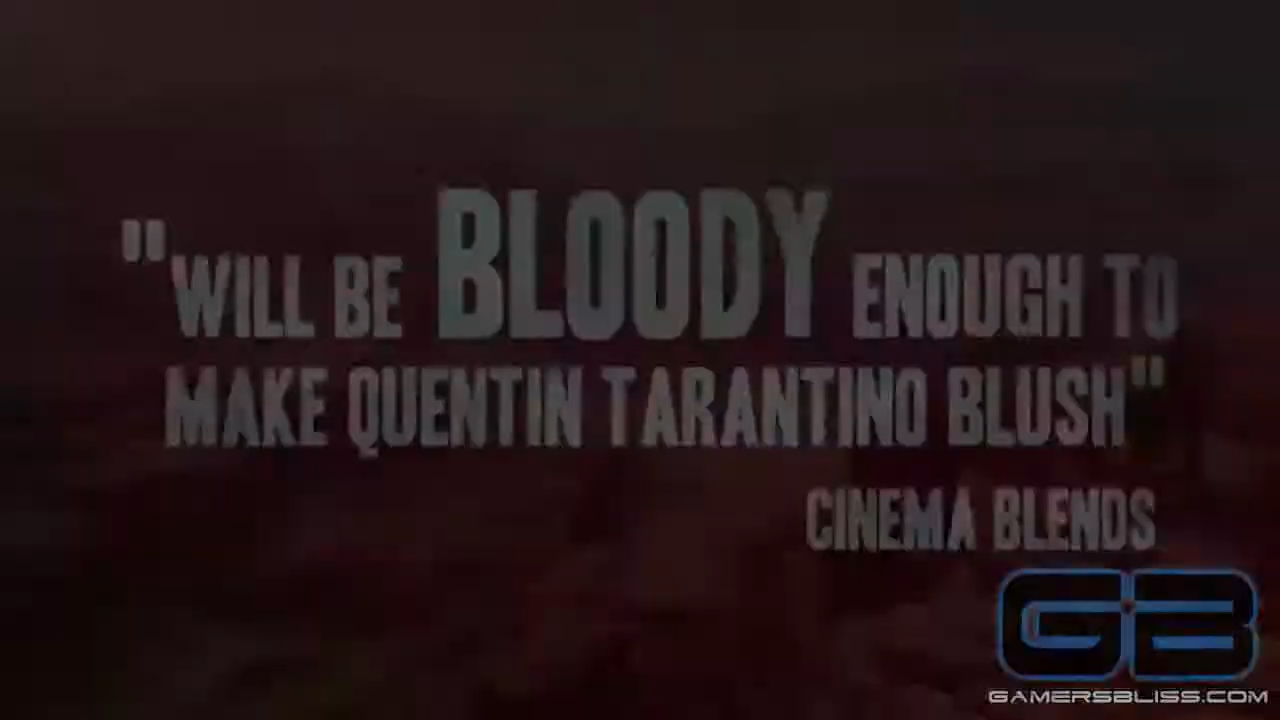 "WILL BE BLOODY ENOUGH TO
MAKE QUENTIN TARANTINO BLUSH"
CINEMA BLENDS
GB
GAMERSBLISS.COM